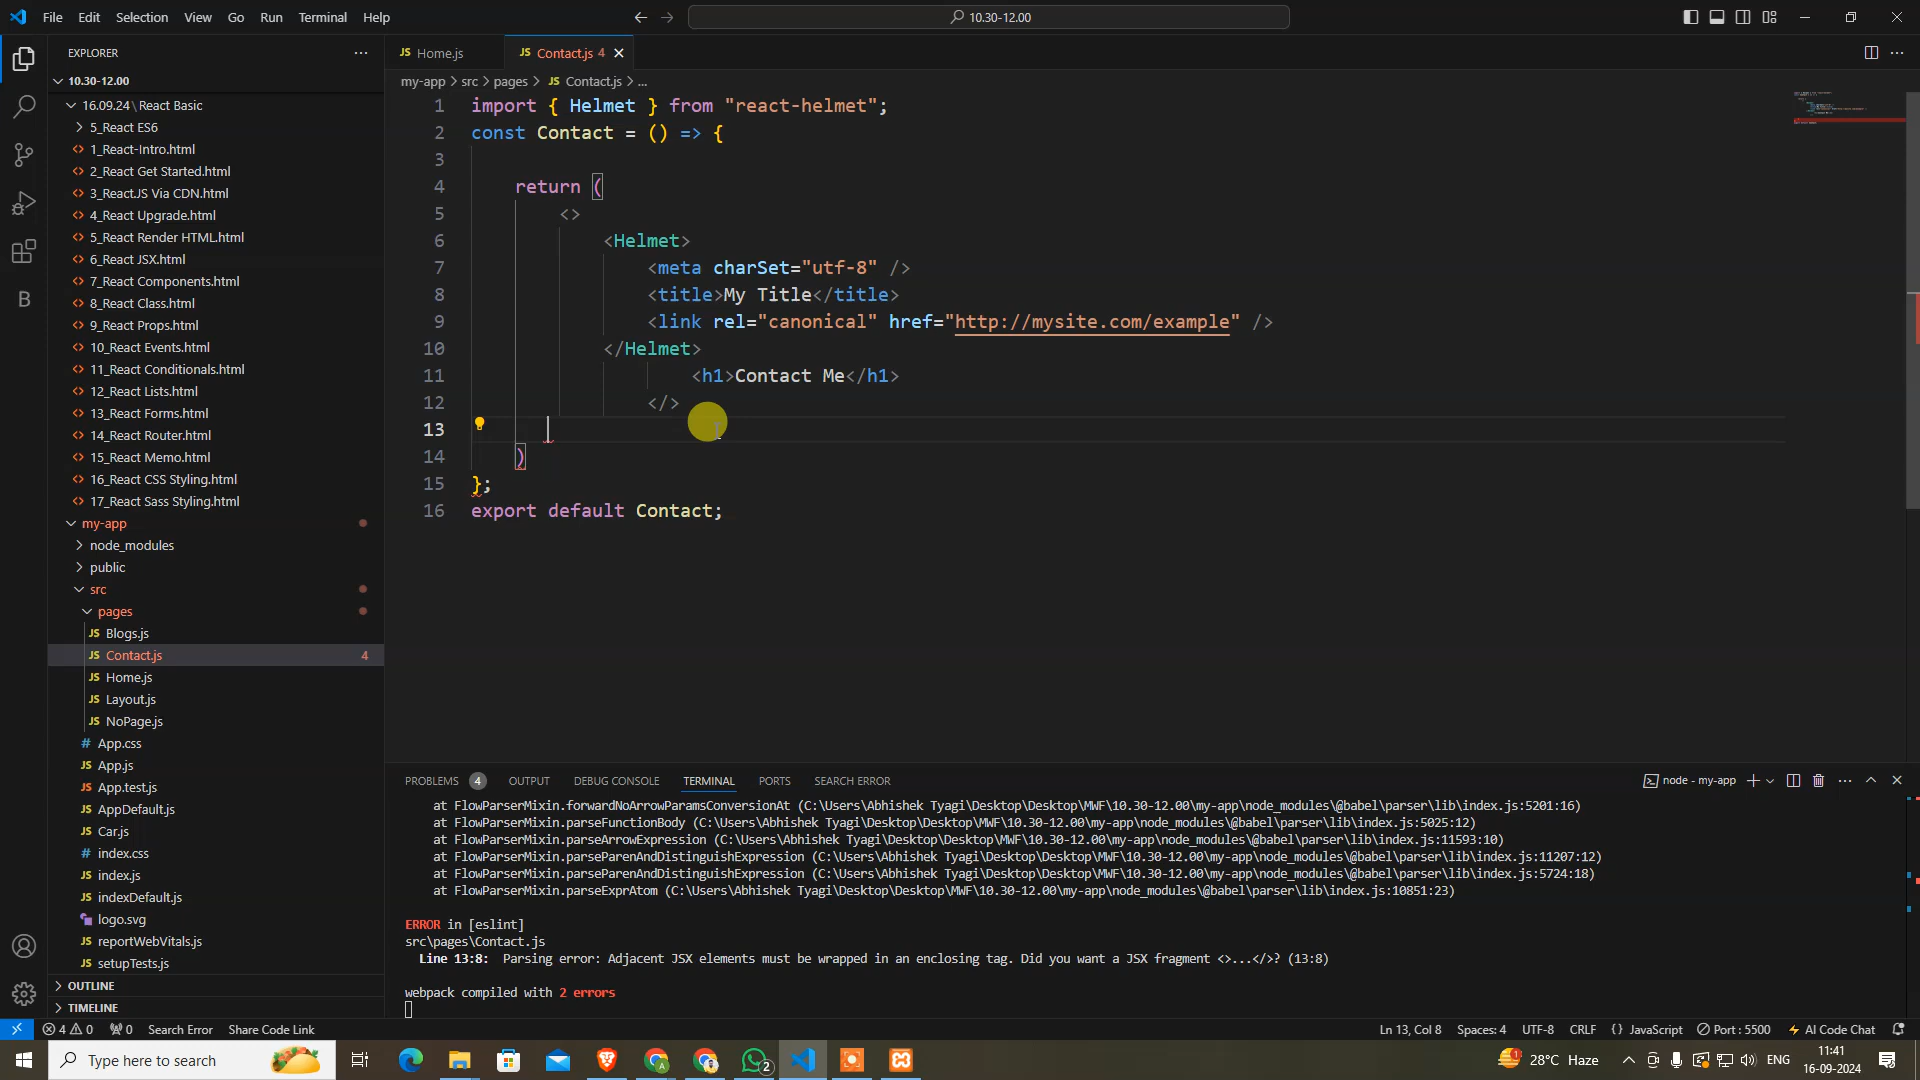 File Edit Selection View Go Run Terminal Help
10.30-12.00
EXPLORER
10.30-12.00
16.09.24\React Basic
5_React ES6
1_React-Intro.html
2_React Get Started.html
3_ReactJS Via CDN.html
4_React Upgrade.html
5_React Render HTML.html
6_React JSX.html
7_React Components.html
8_React Class.html
9_React Props.html
10_React Events.html
11_React Conditionals.html
12_React Lists.html
13_React Forms.html
14_React Router.html
15_React Memo.html
16_React CSS Styling.html
17_React Sass Styling.html
my-app
node_modules
public
src
pages
JS Blogs.js
JS Contact.js 4
JS Home.js
JS Layout.js
JS NoPage.js
# App.css
JS App.js
JS App.test.js
JS AppDefault.js
JS Car.js
# index.css
JS index.js
JS indexDefault.js
logo.svg
JS reportWebVitals.js
JS setupTests.js
OUTLINE
TIMELINE
JS Home.js
JS Contact.js 4
my-app > src > pages > JS Contact.js > ...
1 import { Helmet } from "react-helmet";
2 const Contact = () => {
3
4 return (
5 <>
6 <Helmet>
7 <meta charSet="utf-8" />
8 <title>My Title</title>
9 <link rel="canonical" href="http://mysite.com/example" />
10 </Helmet>
11 <h1>Contact Me</h1>
12 </>
13
14 )
15 };
16 export default Contact;
PROBLEMS 4 OUTPUT DEBUG CONSOLE TERMINAL PORTS SEARCH ERROR
node - my-app
at FlowParserMixin.forwardNoArrowParamsConversionAt (C:\Users\Abhishek Tyagi\Desktop\Desktop\MWF\10.30-12.00\my-app\node_modules\@babel\parser\lib\index.js:5201:16)
at FlowParserMixin.parseFunctionBody (C:\Users\Abhishek Tyagi\Desktop\Desktop\MWF\10.30-12.00\my-app\node_modules\@babel\parser\lib\index.js:5025:12)
at FlowParserMixin.parseArrowExpression (C:\Users\Abhishek Tyagi\Desktop\Desktop\MWF\10.30-12.00\my-app\node_modules\@babel\parser\lib\index.js:11593:10)
at FlowParserMixin.parseParenAndDistinguishExpression (C:\Users\Abhishek Tyagi\Desktop\Desktop\MWF\10.30-12.00\my-app\node_modules\@babel\parser\lib\index.js:11207:12)
at FlowParserMixin.parseParenAndDistinguishExpression (C:\Users\Abhishek Tyagi\Desktop\Desktop\MWF\10.30-12.00\my-app\node_modules\@babel\parser\lib\index.js:5724:18)
at FlowParserMixin.parseExprAtom (C:\Users\Abhishek Tyagi\Desktop\Desktop\MWF\10.30-12.00\my-app\node_modules\@babel\parser\lib\index.js:10851:23)
ERROR in [eslint]
src\pages\Contact.js
Line 13:8: Parsing error: Adjacent JSX elements must be wrapped in an enclosing tag. Did you want a JSX fragment <>...</>? (13:8)
webpack compiled with 2 errors
4 0 0 Search Error Share Code Link
Ln 13, Col 8 Spaces: 4 UTF-8 CRLF {} JavaScript Port : 5500 AI Code Chat
Type here to search
2
1 28°C Haze
ENG
11:41
16-09-2024